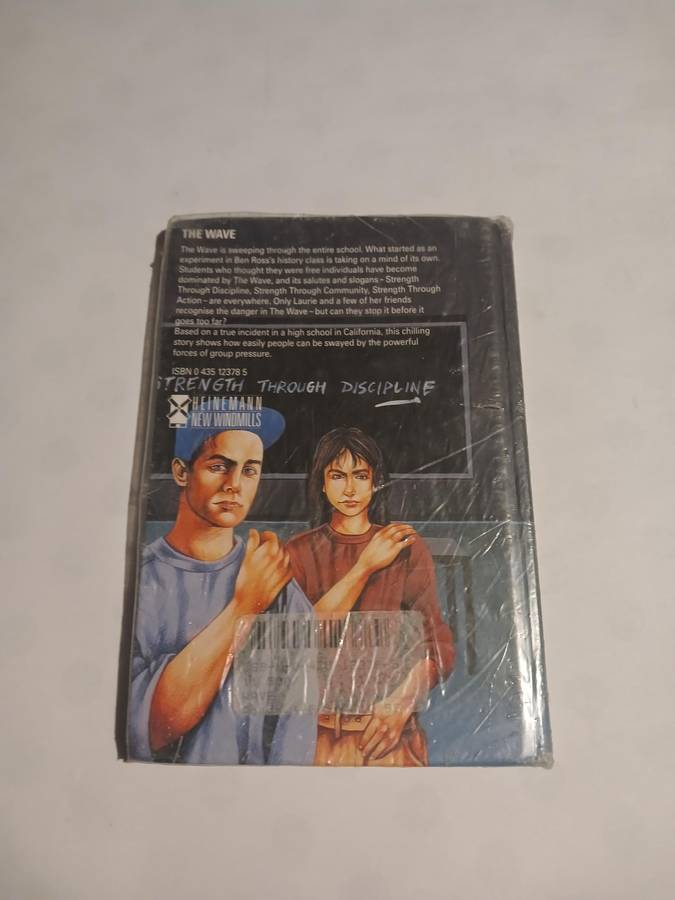 THE WAVE
The Wave is sweeping through the entire school. What started as an
experiment in Ben Ross's history class is taking on a mind of its own.
Students who thought they were free individuals have become
dominated by The Wave, and its salutes and slogans – Strength
Through Discipline, Strength Through Community, Strength Through
Action – are everywhere. Only Laurie and a few of her friends
recognise the danger in The Wave – but can they stop it before it
goes too far?
Based on a true incident in a high school in California, this chilling
story shows how easily people can be swayed by the powerful
forces of group pressure.
ISBN 0 435 12378 5
STRENGTH THROUGH DISCIPLINE
HEINEMANN
NEW WINDMILLS